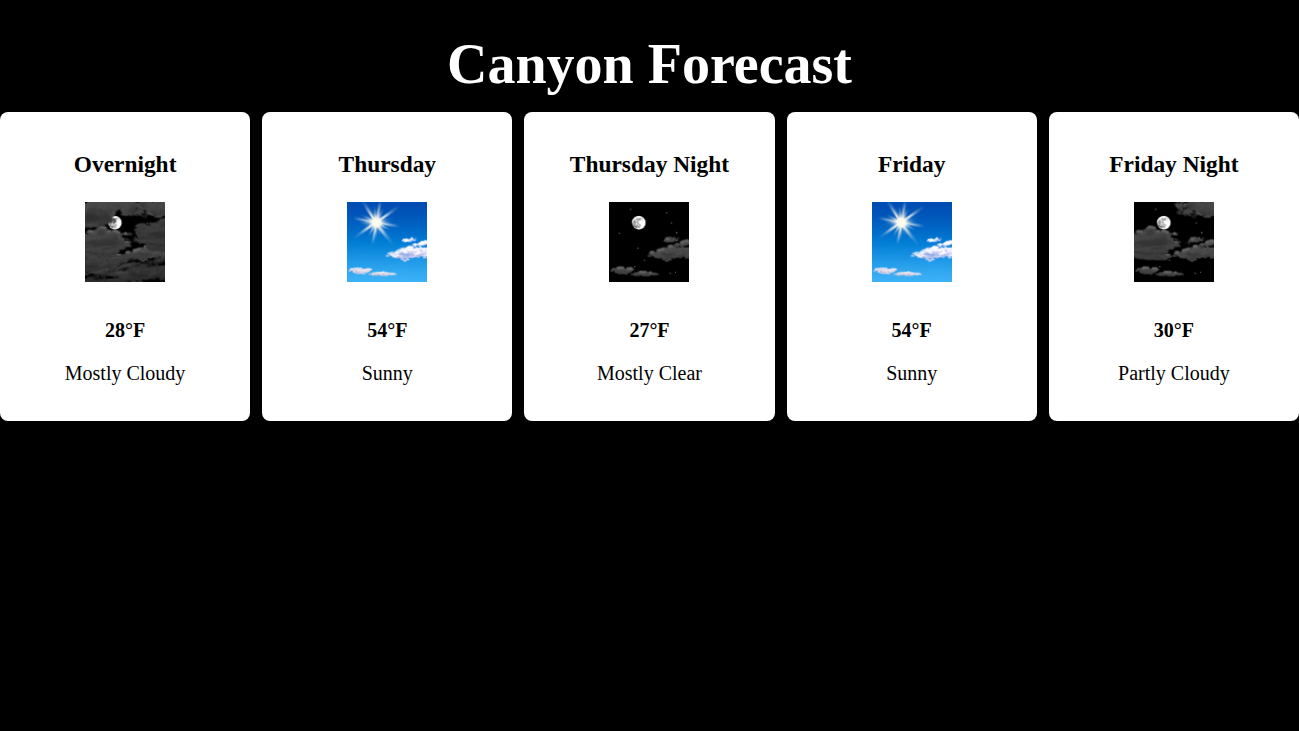 Canyon Forecast
Overnight
28°F
Mostly Cloudy
Thursday
54°F
Sunny
Thursday Night
27°F
Mostly Clear
Friday
54°F
Sunny
Friday Night
30°F
Partly Cloudy